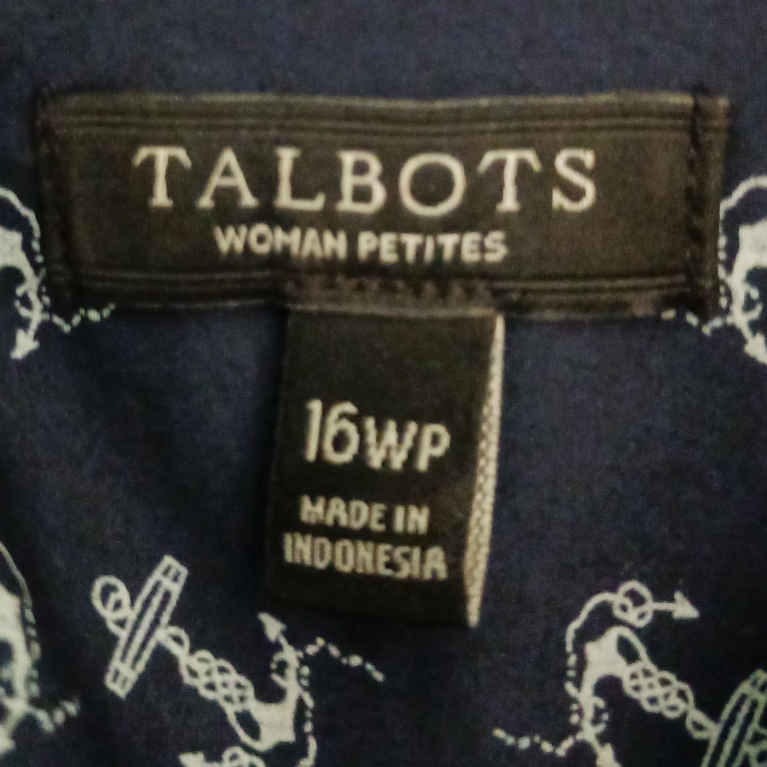 TALBOTS
WOMAN PETITES
16WP
MADE IN
INDONESIA